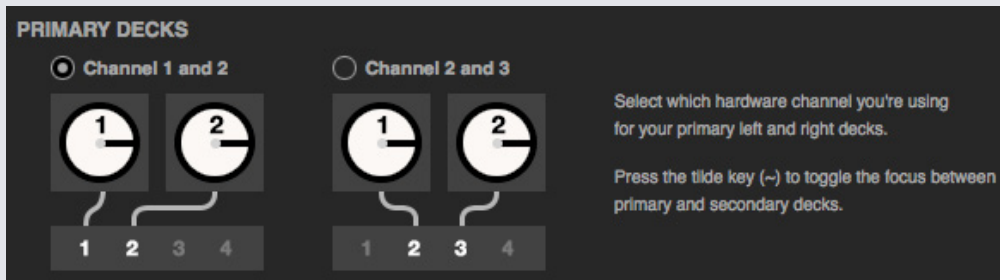 PRIMARY DECKS
Channel 1 and 2
Channel 2 and 3
1 2
1 2
1 2 3 4
1 2 3 4
Select which hardware channel you're using
for your primary left and right decks.
Press the tilde key (~) to toggle the focus between
primary and secondary decks.